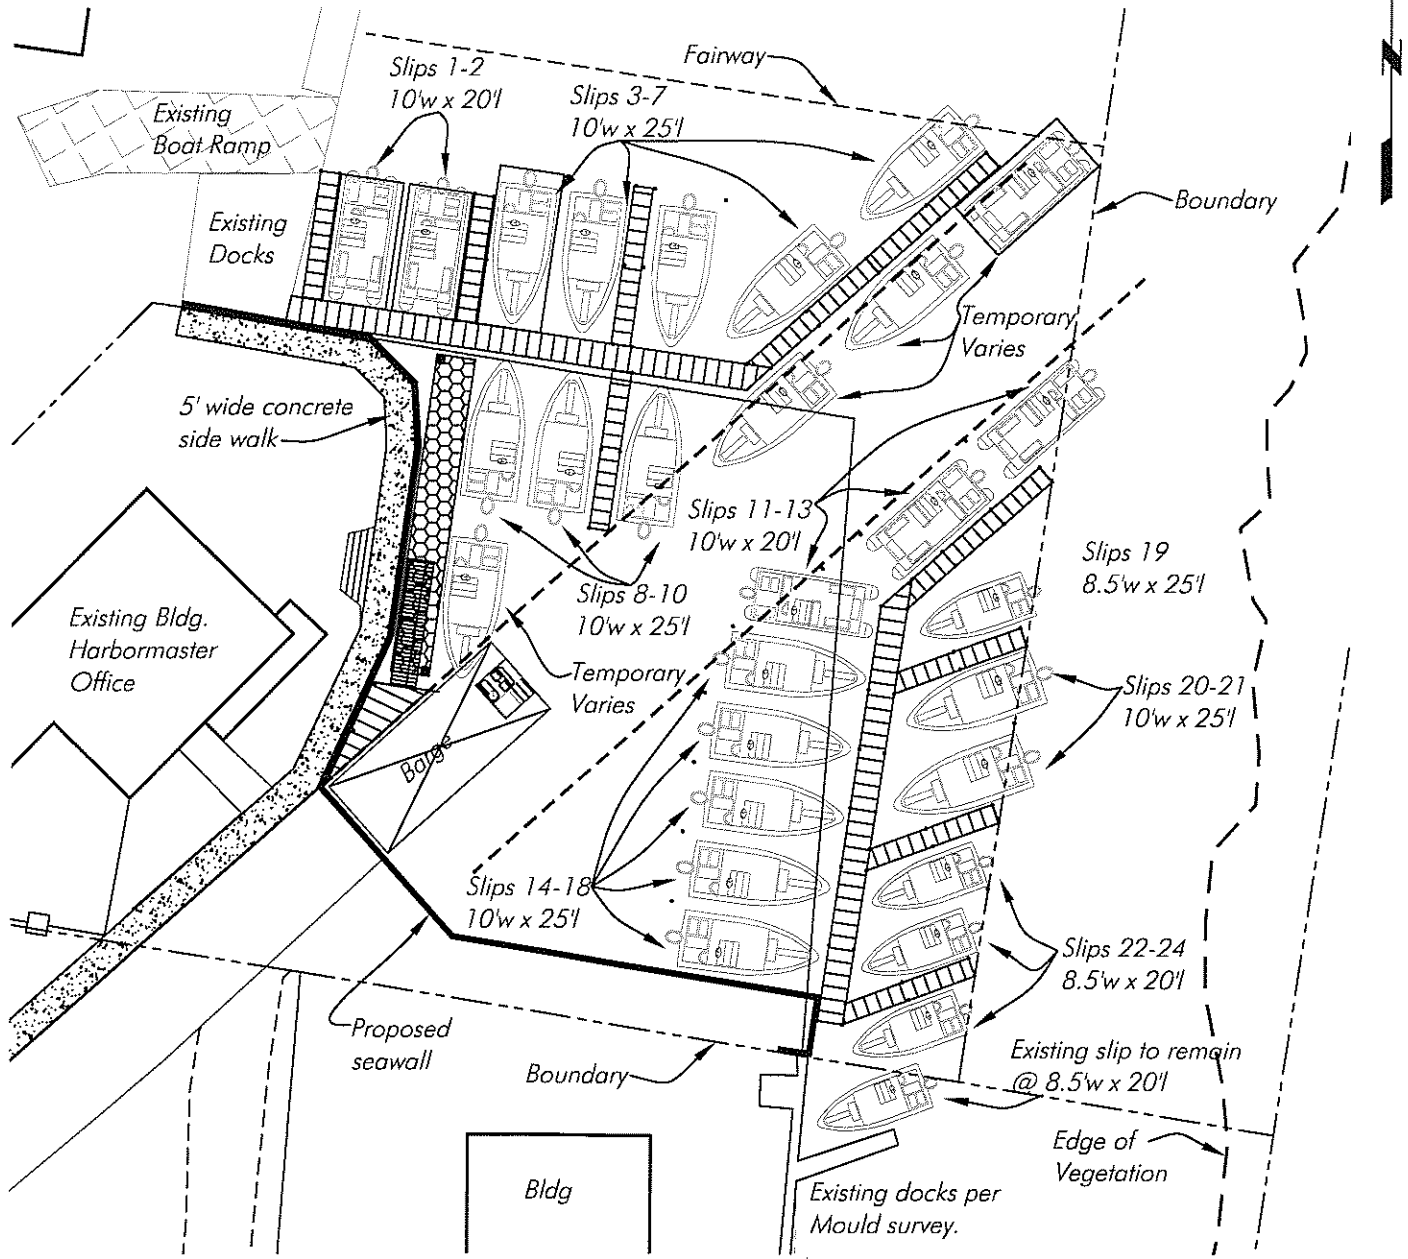 Fairway
Slips 1-2
10'w x 20'l
Slips 3-7
10'w x 25'l
Existing
Boat Ramp
Existing
Docks
Boundary
N
Temporary
Varies
5' wide concrete
side walk
Slips 11-13
10'w x 20'l
Slips 19
8.5'w x 25'l
Slips 8-10
10'w x 25'l
Existing Bldg.
Harbormaster
Office
Temporary
Varies
Slips 20-21
10'w x 25'l
Barge
Slips 14-18
10'w x 25'l
Slips 22-24
8.5'w x 20'l
Proposed
seawall
Boundary
Existing slip to remain
@ 8.5'w x 20'l
Edge of
Vegetation
Bldg
Existing docks per
Mould survey.